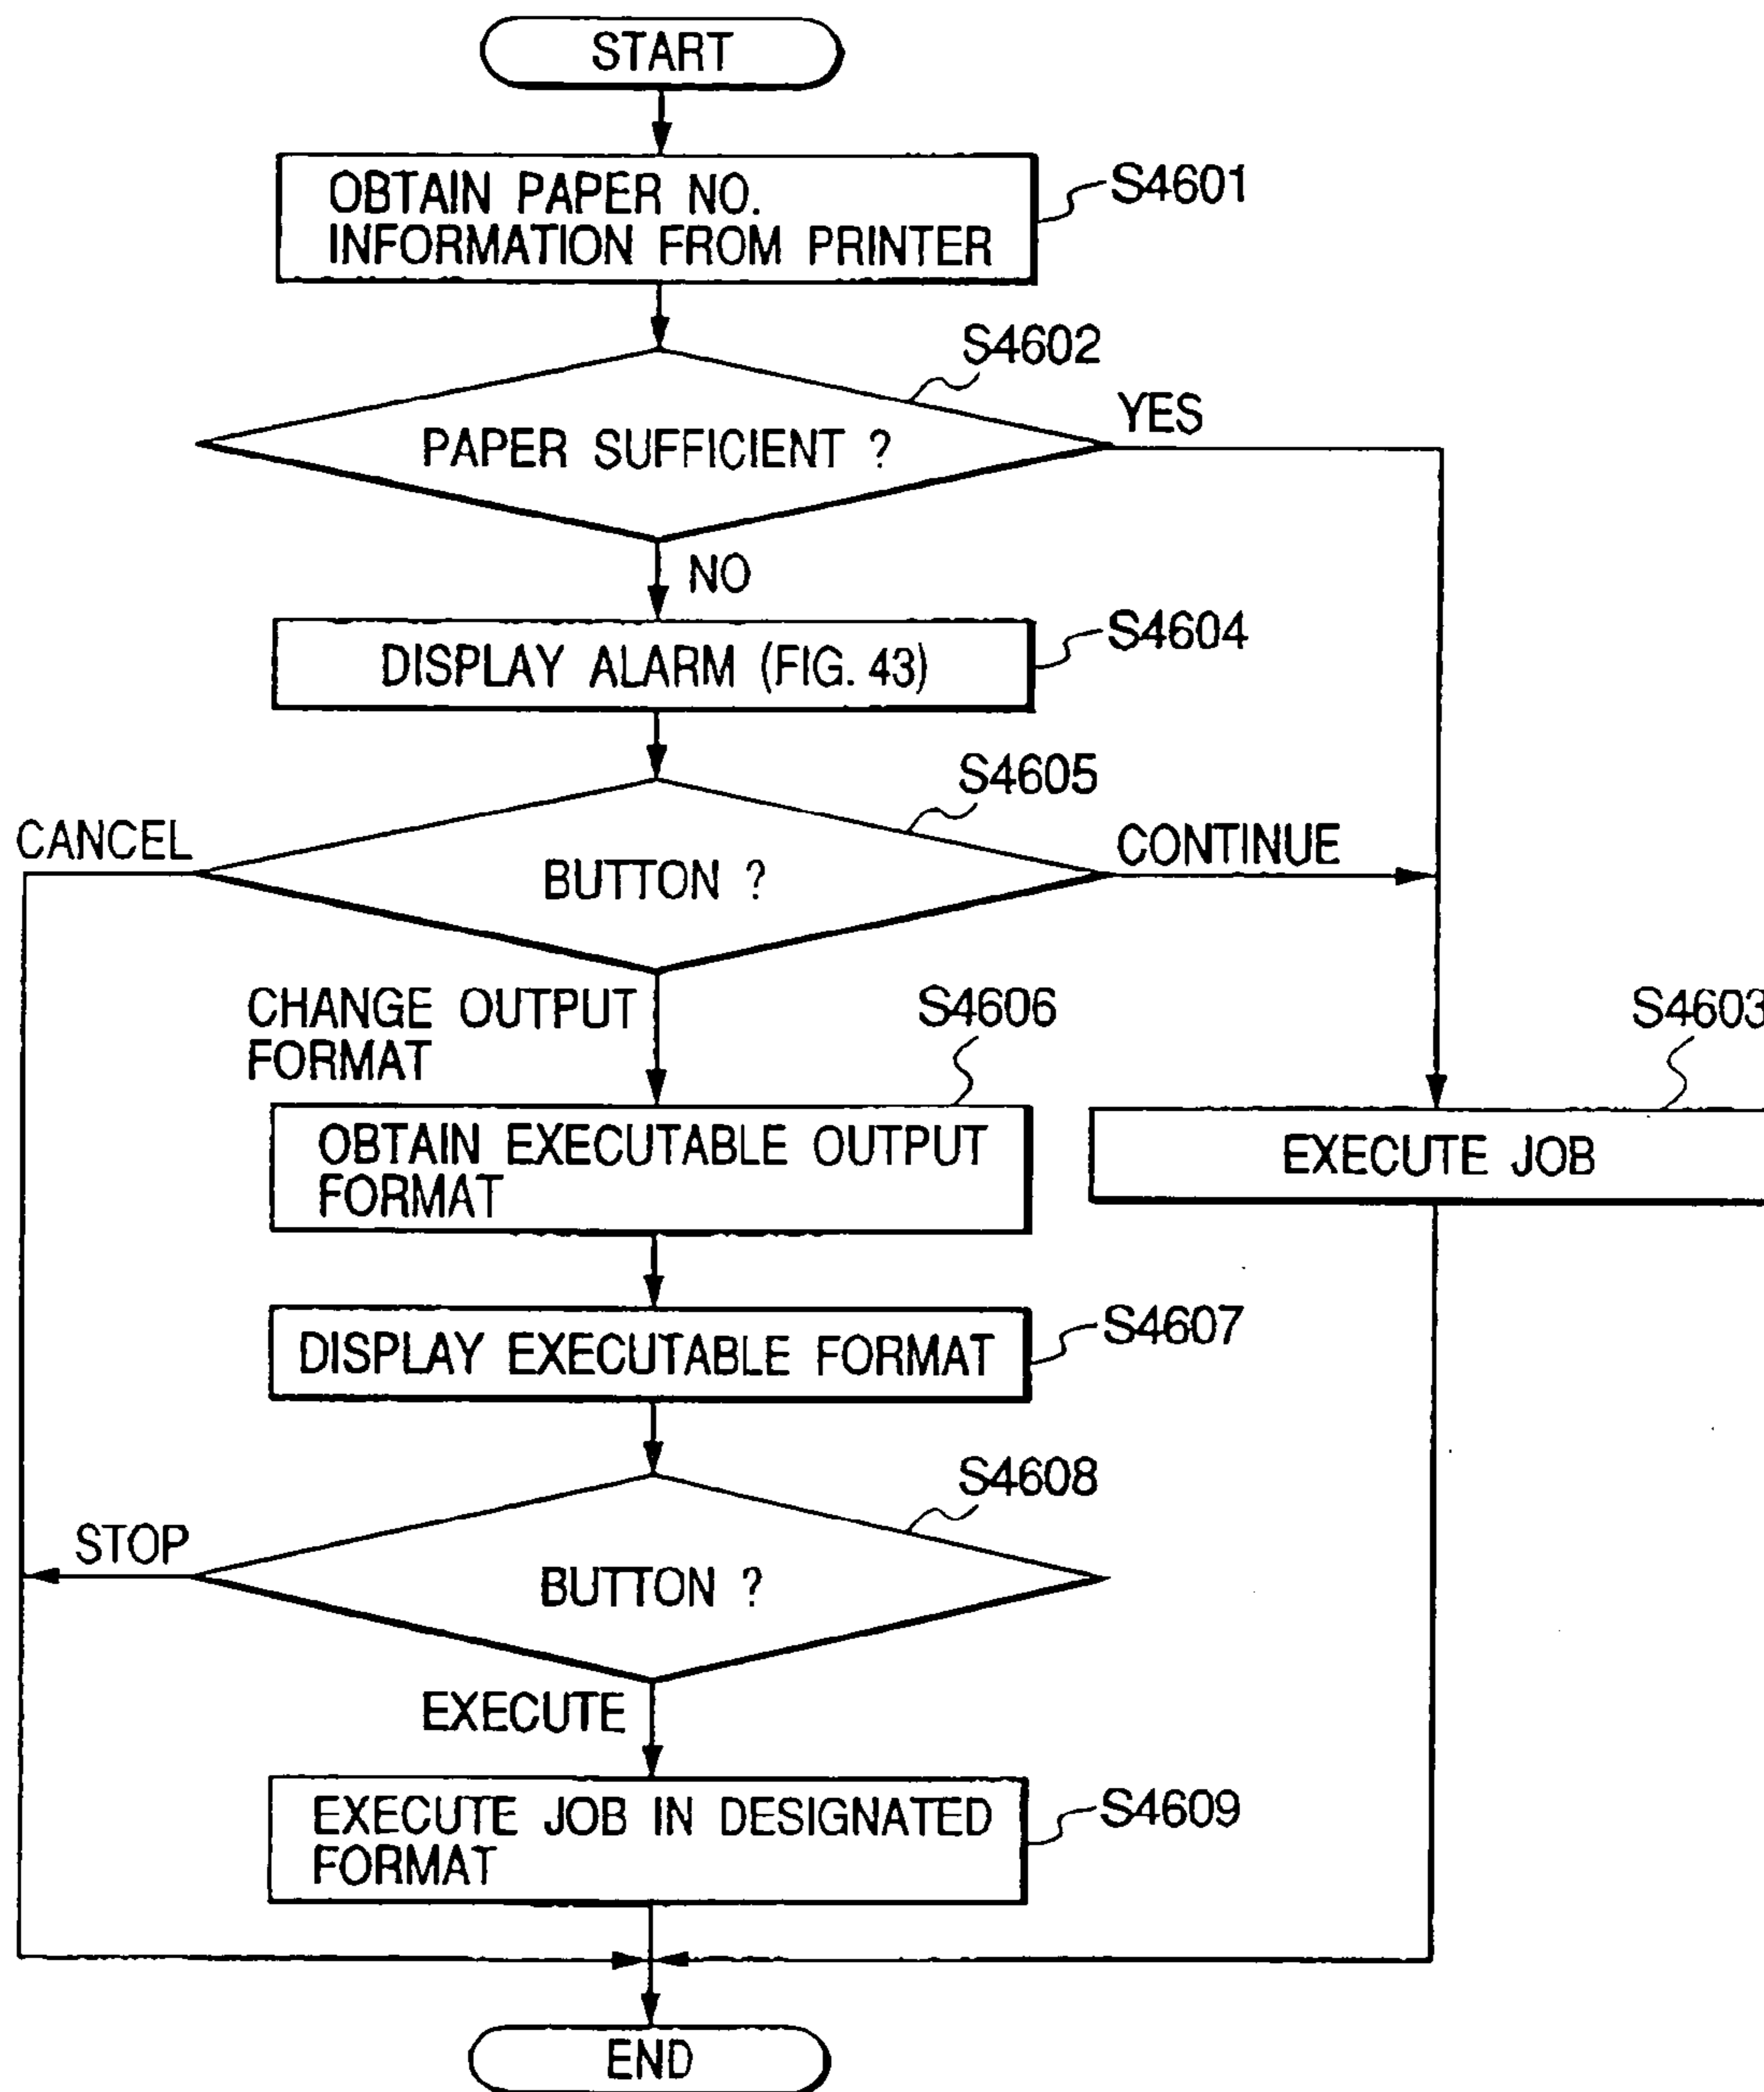 START
OBTAIN PAPER NO.
INFORMATION FROM PRINTER
S4601
S4602
PAPER SUFFICIENT ?
YES
NO
DISPLAY ALARM (FIG. 43)
S4604
S4605
CANCEL
BUTTON ?
CONTINUE
CHANGE OUTPUT
FORMAT
S4606
S4603
OBTAIN EXECUTABLE OUTPUT
FORMAT
EXECUTE JOB
DISPLAY EXECUTABLE FORMAT
S4607
S4608
STOP
BUTTON ?
EXECUTE
EXECUTE JOB IN DESIGNATED
FORMAT
S4609
END